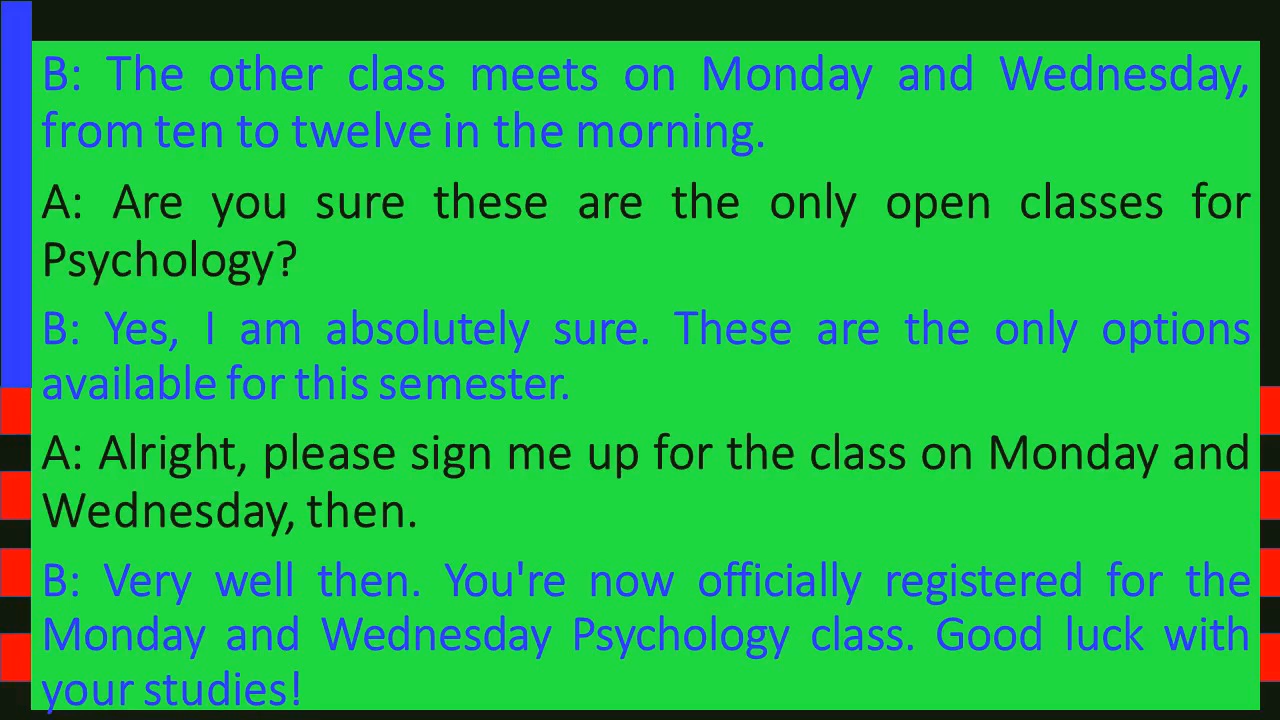 B: The other class meets on Monday and Wednesday,
from ten to twelve in the morning.
A: Are you sure these are the only open classes for
Psychology?
B: Yes, I am absolutely sure. These are the only options
available for this semester.
A: Alright, please sign me up for the class on Monday and
Wednesday, then.
B: Very well then. You're now officially registered for the
Monday and Wednesday Psychology class. Good luck with
your studies!